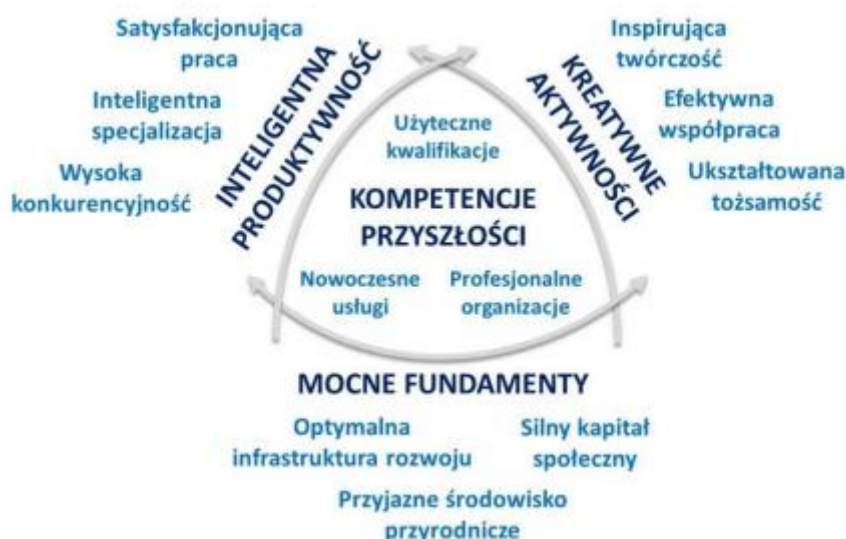 Satysfakcjonująca
praca
Inteligentna
specjalizacja
Wysoka
konkurencyjność
INTELIGENTNA
PRODUKTYWNOŚĆ
Inspirująca
twórczość
Efektywna
współpraca
Ukształtowana
tożsamość
KREATYWNE
AKTYWNOŚCI
Użyteczne
kwalifikacje
KOMPETENCJE
PRZYSZŁOŚCI
Nowoczesne
usługi
Profesjonalne
organizacje
MOCNE FUNDAMENTY
Optymalna
infrastruktura rozwoju
Silny kapitał
społeczny
Przyjazne środowisko
przyrodnicze